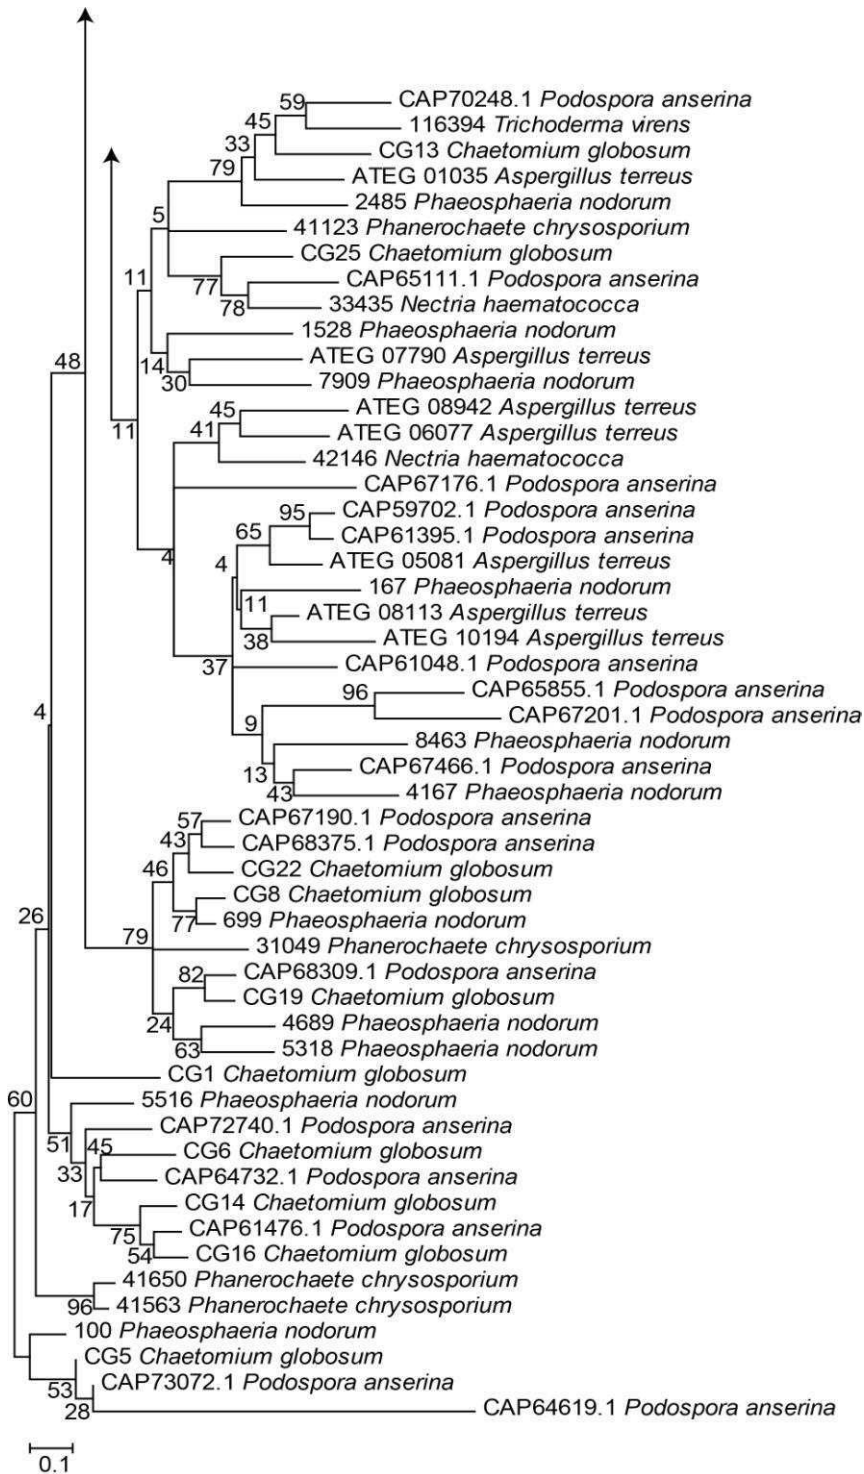 59 CAP70248.1 Podospora anserina
45 116394 Trichoderma virens
33 CG13 Chaetomium globosum
79 ATEG 01035 Aspergillus terreus
2485 Phaeosphaeria nodorum
5 41123 Phanerochaete chrysosporium
CG25 Chaetomium globosum
77 CAP65111.1 Podospora anserina
11 78 33435 Nectria haematococca
1528 Phaeosphaeria nodorum
48 14 ATEG 07790 Aspergillus terreus
30 7909 Phaeosphaeria nodorum
45 ATEG 08942 Aspergillus terreus
11 41 ATEG 06077 Aspergillus terreus
42146 Nectria haematococca
CAP67176.1 Podospora anserina
95 CAP59702.1 Podospora anserina
65 CAP61395.1 Podospora anserina
4 4 ATEG 05081 Aspergillus terreus
167 Phaeosphaeria nodorum
11 ATEG 08113 Aspergillus terreus
38 ATEG 10194 Aspergillus terreus
37 CAP61048.1 Podospora anserina
96 CAP65855.1 Podospora anserina
4 9 CAP67201.1 Podospora anserina
8463 Phaeosphaeria nodorum
13 CAP67466.1 Podospora anserina
43 4167 Phaeosphaeria nodorum
57 CAP67190.1 Podospora anserina
43 CAP68375.1 Podospora anserina
46 CG22 Chaetomium globosum
CG8 Chaetomium globosum
26 77 699 Phaeosphaeria nodorum
79 31049 Phanerochaete chrysosporium
82 CAP68309.1 Podospora anserina
CG19 Chaetomium globosum
24 4689 Phaeosphaeria nodorum
63 5318 Phaeosphaeria nodorum
CG1 Chaetomium globosum
60 5516 Phaeosphaeria nodorum
CAP72740.1 Podospora anserina
51 45 CG6 Chaetomium globosum
33 CAP64732.1 Podospora anserina
17 CG14 Chaetomium globosum
75 CAP61476.1 Podospora anserina
54 CG16 Chaetomium globosum
41650 Phanerochaete chrysosporium
96 41563 Phanerochaete chrysosporium
100 Phaeosphaeria nodorum
CG5 Chaetomium globosum
53 CAP73072.1 Podospora anserina
28 CAP64619.1 Podospora anserina
0.1